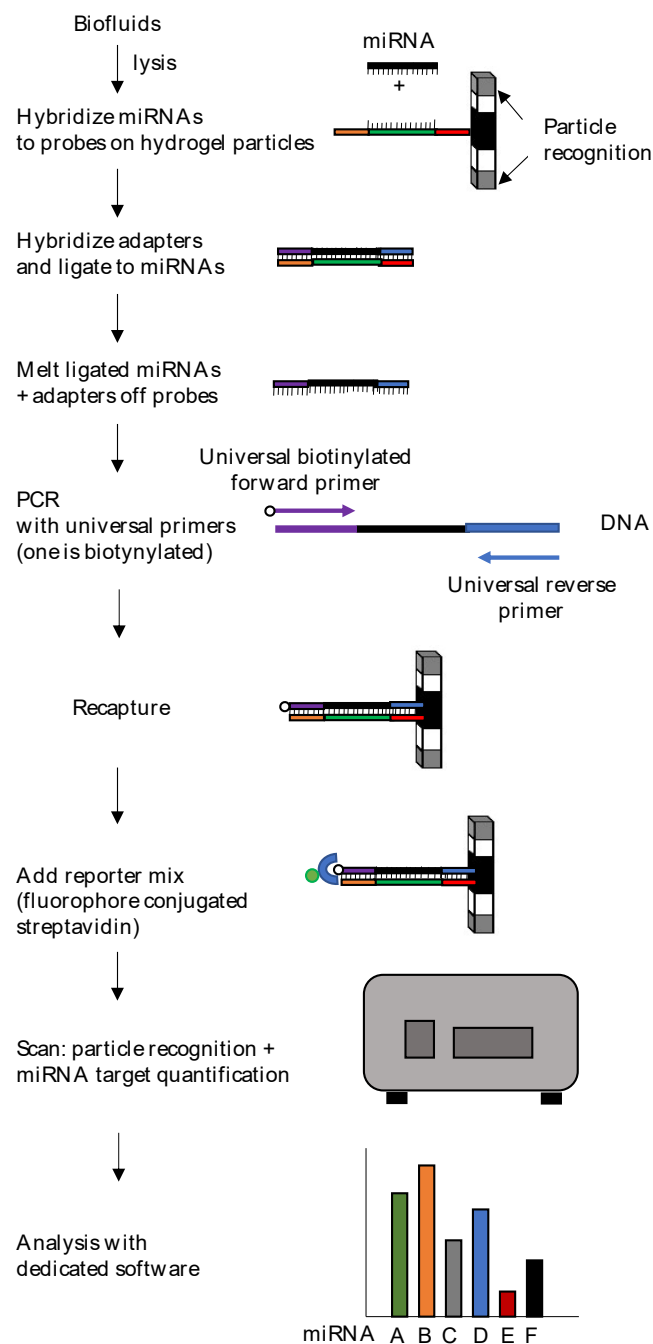 Biofluids
lysis
miRNA
+
Hybridize miRNAs
to probes on hydrogel particles
Particle
recognition
Hybridize adapters
and ligate to miRNAs
Melt ligated miRNAs
+ adapters off probes
Universal biotinylated
forward primer
PCR
with universal primers
(one is biotynylated)
DNA
Universal reverse
primer
Recapture
Add reporter mix
(fluorophore conjugated
streptavidin)
Scan: particle recognition +
miRNA target quantification
Analysis with
dedicated software
miRNA A B C D E F